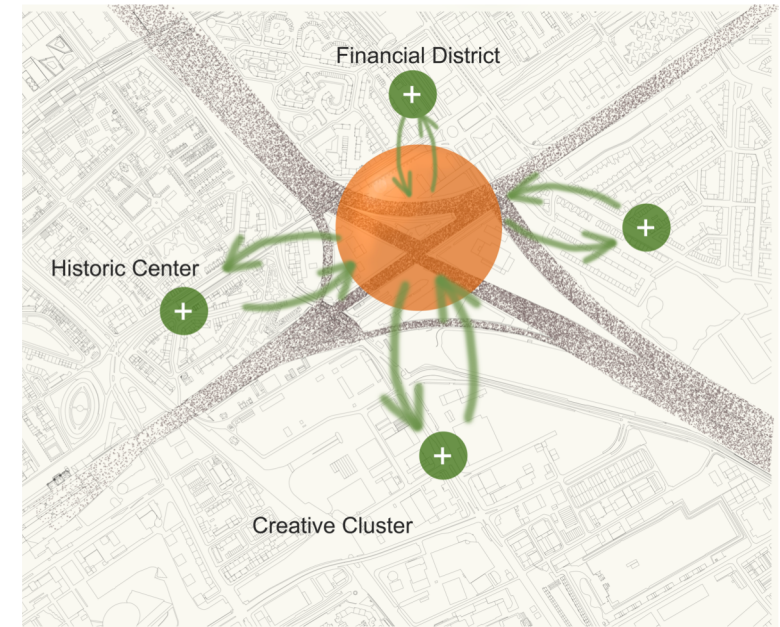 Financial District
+
+
Historic Center
+
+
Creative Cluster